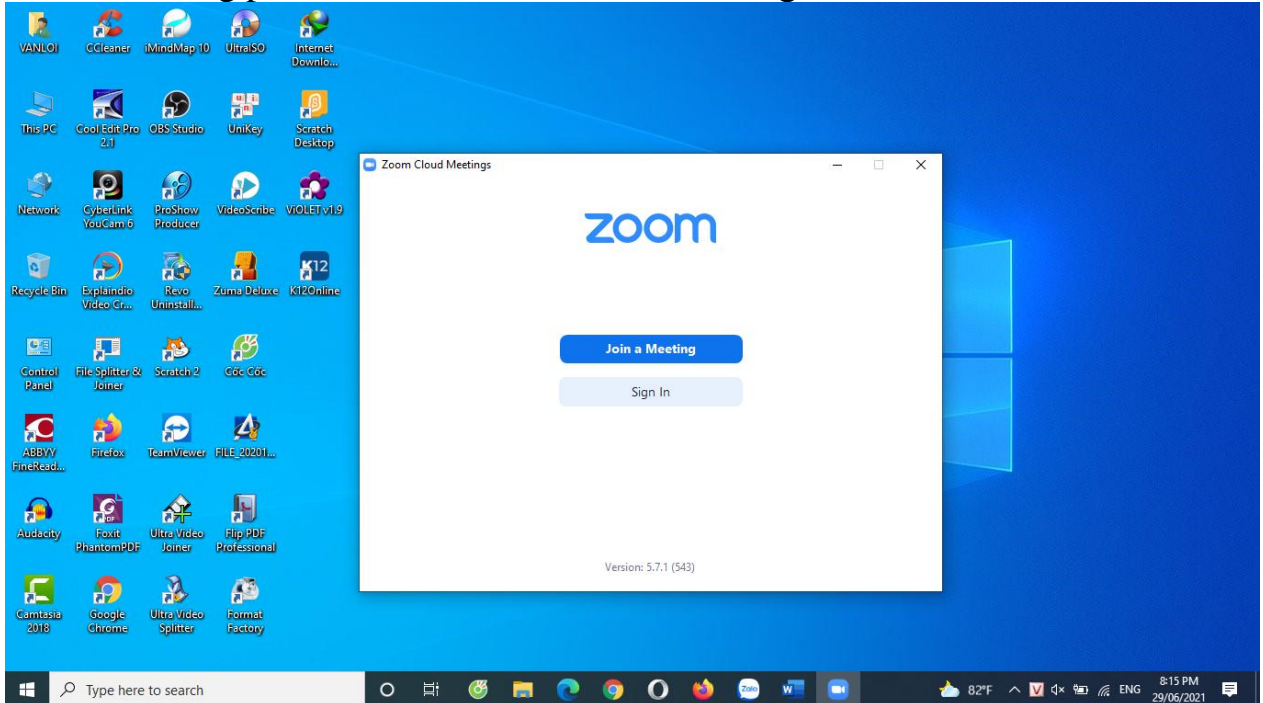 VANLOI
CCleaner
iMindMap 10
UltraISO
Internet
Downlo...
This PC
Cool Edit Pro
2.1
OBS Studio
UniKey
Scratch
Desktop
Network
CyberLink
YouCam 6
ProShow
Producer
VideoScribe
ViOLET v1.9
Recycle Bin
Explaindio
Video Cr...
Revo
Uninstall...
Zuma Deluxe
K12Online
Control
Panel
File Splitter &
Joiner
Scratch 2
Cốc Cốc
ABBYY
FineRead...
Firefox
TeamViewer
FILE_20201...
Audacity
Foxit
PhantomPDF
Ultra Video
Joiner
Flip PDF
Professional
Camtasia
2018
Google
Chrome
Ultra Video
Splitter
Format
Factory
Zoom Cloud Meetings
zoom
Join a Meeting
Sign In
Version: 5.7.1 (543)
Type here to search
Zalo
82°F
ENG
8:15 PM
29/06/2021